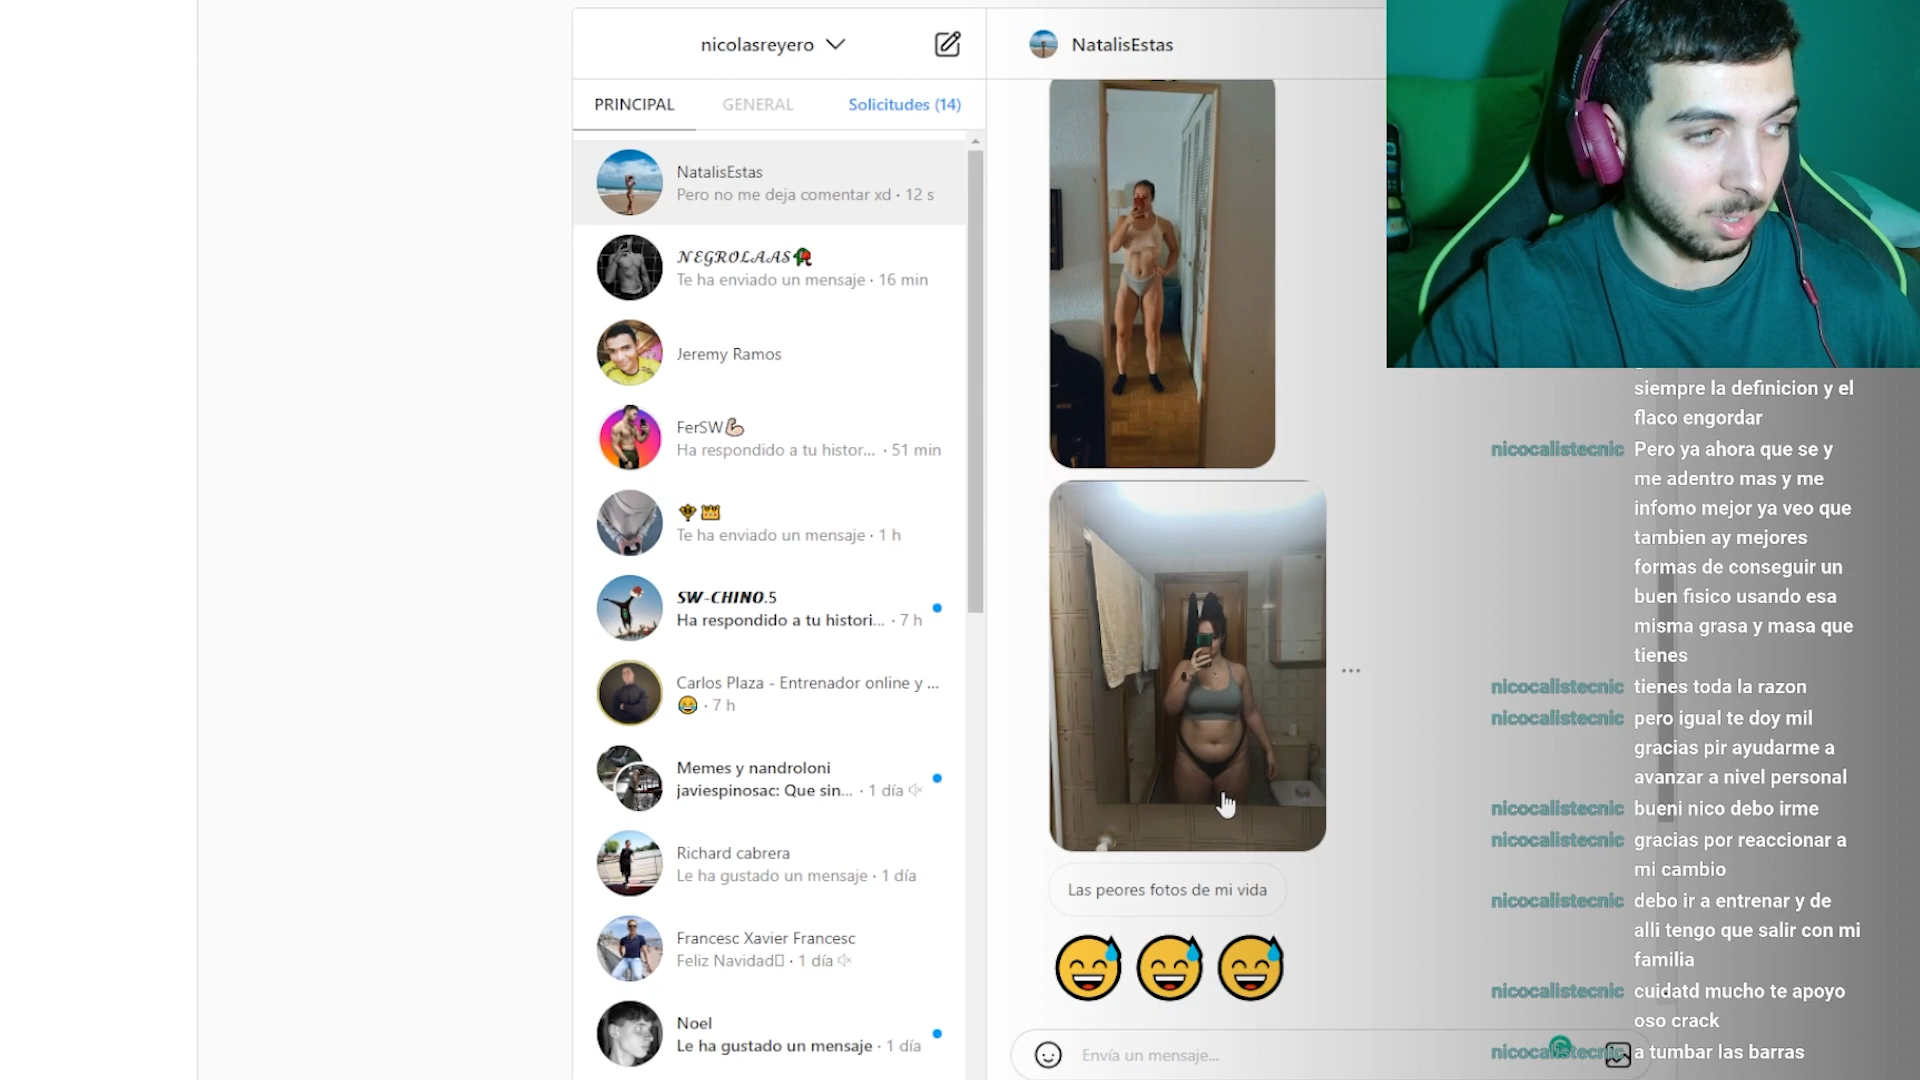 nicolasreyero
NatalisEstas
PRINCIPAL
GENERAL
Solicitudes (14)
NatalisEstas
Pero no me deja comentar xd · 12 s
NEGROLAAS
Te ha enviado un mensaje · 16 min
Jeremy Ramos
FerSW💪🏻
Ha respondido a tu histor... · 51 min
Te ha enviado un mensaje · 1 h
SW-CHINO.5
Ha respondido a tu histori... · 7 h
Carlos Plaza - Entrenador online y ...
😂 · 7 h
Memes y nandroloni
javiespinosac: Que sin... · 1 día
Richard cabrera
Le ha gustado un mensaje · 1 día
Francesc Xavier Francesc
Feliz Navidad · 1 día
Noel
Le ha gustado un mensaje · 1 día
Las peores fotos de mi vida
😅😅😅
Envía un mensaje...
siempre la definicion y el
flaco engordar
nicocalistecnic Pero ya ahora que se y
me adentro mas y me
infomo mejor ya veo que
tambien ay mejores
formas de conseguir un
buen fisico usando esa
misma grasa y masa que
tienes
nicocalistecnic tienes toda la razon
nicocalistecnic pero igual te doy mil
gracias pir ayudarme a
avanzar a nivel personal
nicocalistecnic bueni nico debo irme
nicocalistecnic gracias por reaccionar a
mi cambio
nicocalistecnic debo ir a entrenar y de
alli tengo que salir con mi
familia
nicocalistecnic cuidatd mucho te apoyo
oso crack
nicocalistecnic a tumbar las barras